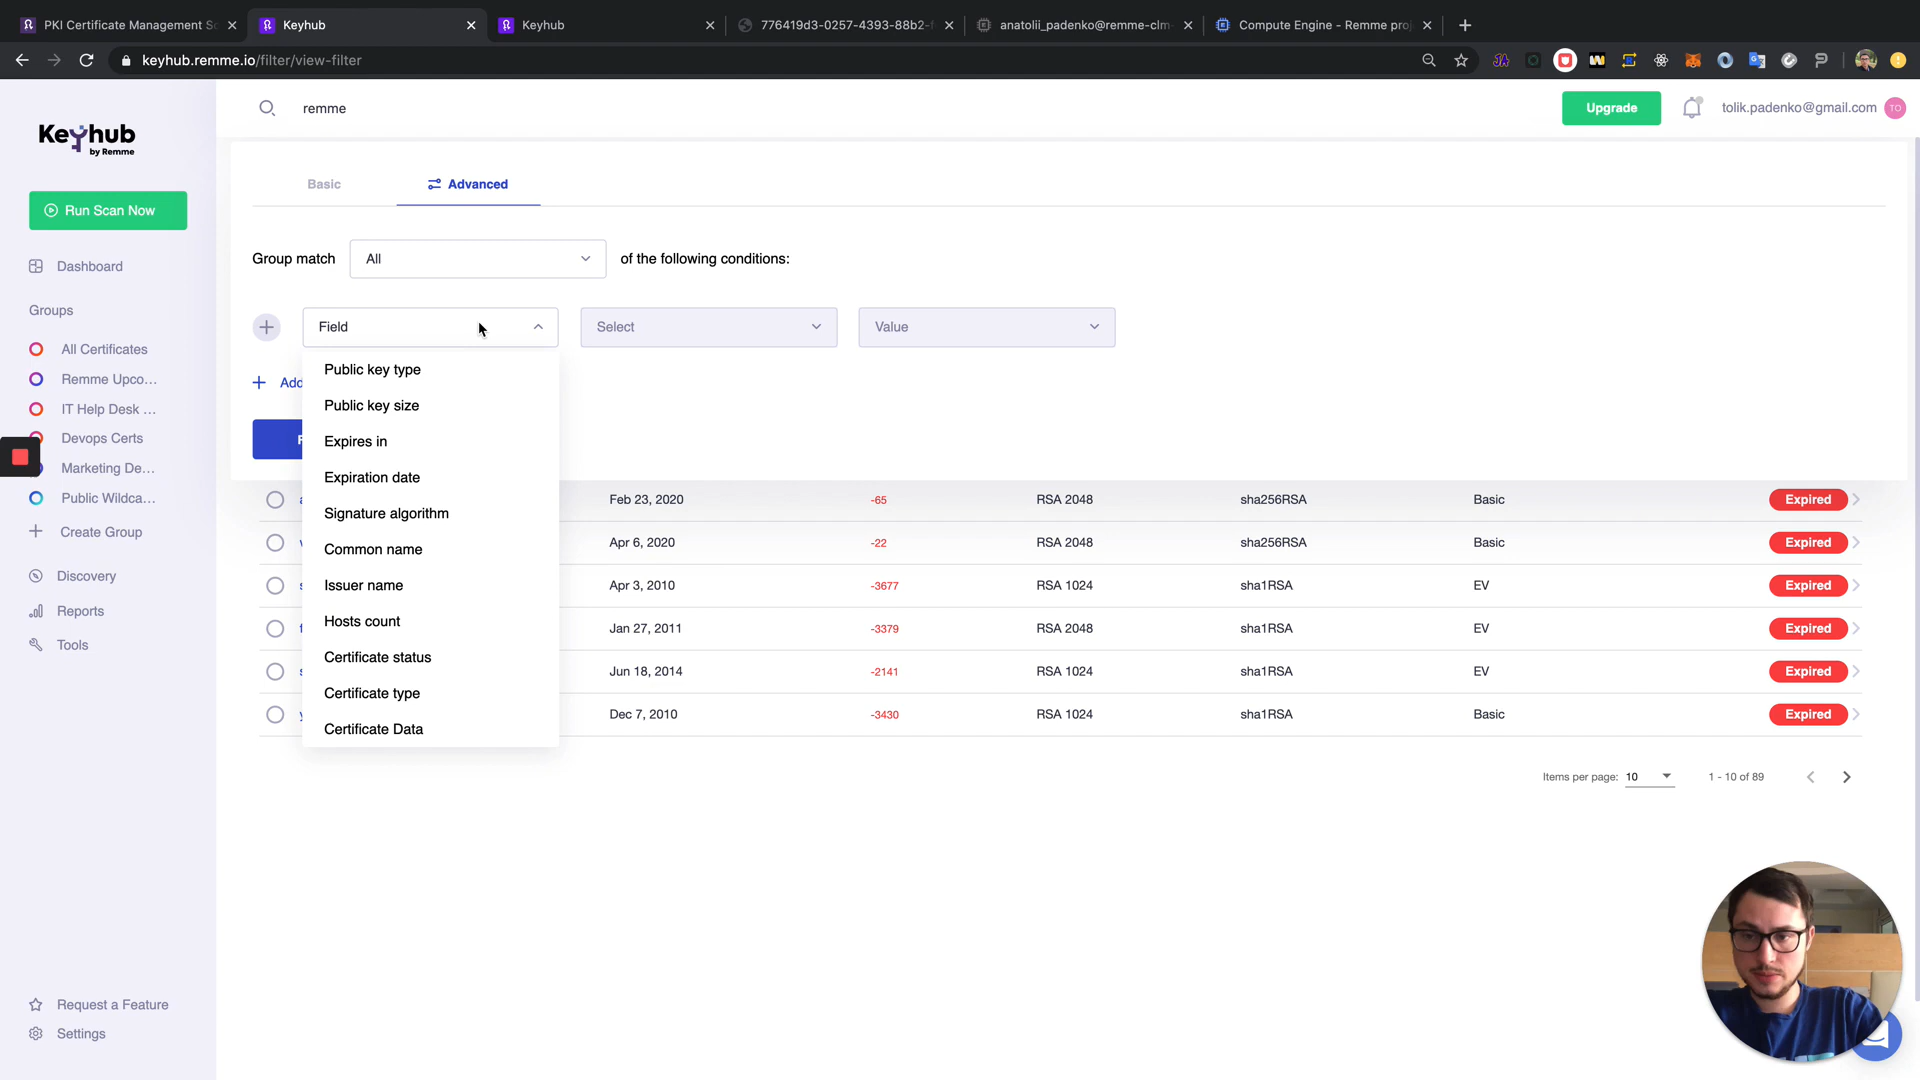 PKI Certificate Management Sc
Keyhub
Keyhub
776419d3-0257-4393-88b2-
anatolii_padenko@remme-clm-
Compute Engine - Remme proj
keyhub.remme.io/filter/view-filter
Keyhub
by Remme
remme
Upgrade
tolik.padenko@gmail.com
TO
Run Scan Now
Dashboard
Groups
All Certificates
Remme Upco...
IT Help Desk ...
Devops Certs
Marketing De...
Public Wildca...
Create Group
Discovery
Reports
Tools
Request a Feature
Settings
Basic
Advanced
Group match
All
of the following conditions:
Field
Select
Value
Add
Public key type
Public key size
Expires in
Expiration date
Signature algorithm
Common name
Issuer name
Hosts count
Certificate status
Certificate type
Certificate Data
Feb 23, 2020 -65 RSA 2048 sha256RSA Basic Expired
Apr 6, 2020 -22 RSA 2048 sha256RSA Basic Expired
Apr 3, 2010 -3677 RSA 1024 sha1RSA EV Expired
Jan 27, 2011 -3379 RSA 2048 sha1RSA EV Expired
Jun 18, 2014 -2141 RSA 1024 sha1RSA EV Expired
Dec 7, 2010 -3430 RSA 1024 sha1RSA Basic Expired
Items per page: 10 1 - 10 of 89